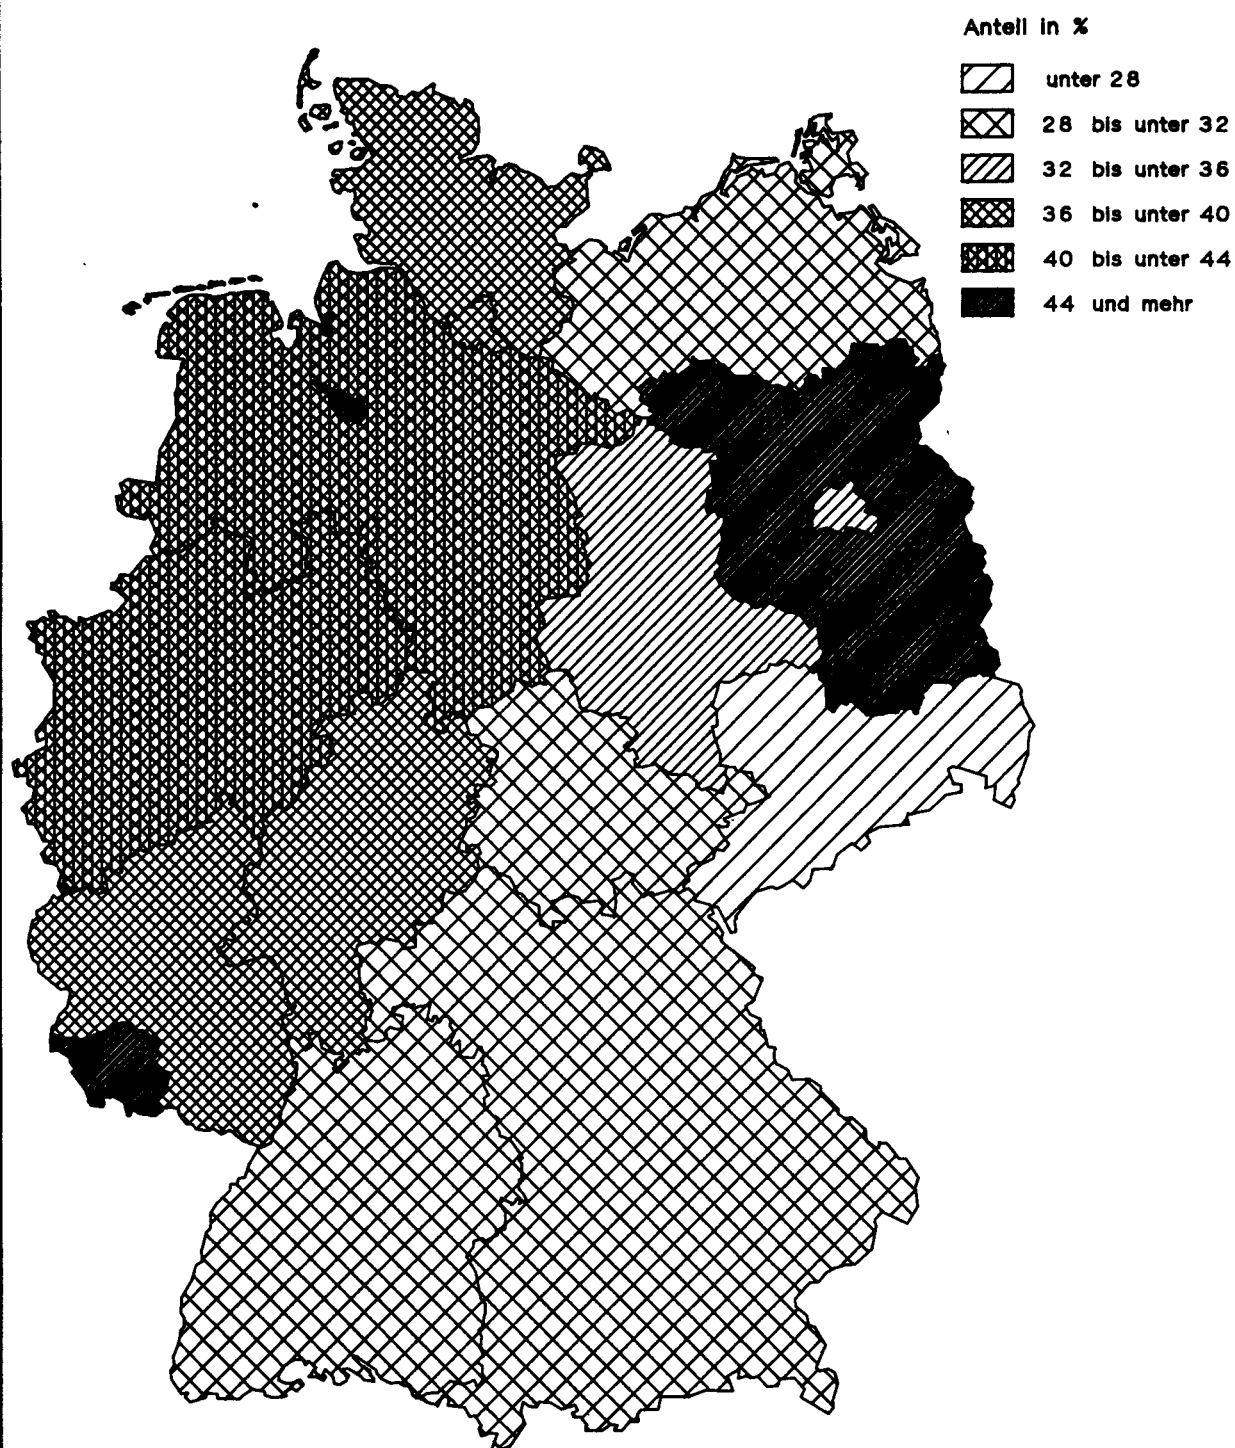 Anteil in %
unter 28
28 bis unter 32
32 bis unter 36
36 bis unter 40
40 bis unter 44
44 und mehr